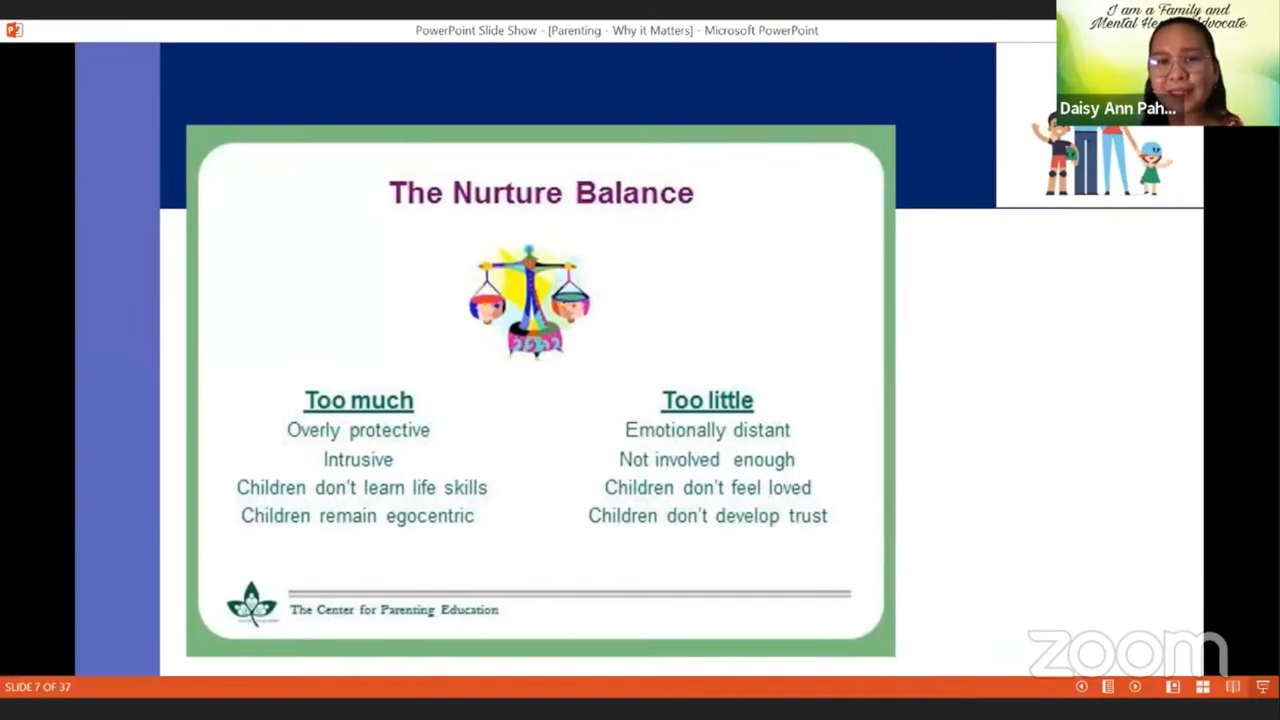 PowerPoint Slide Show - [Parenting - Why it Matters] - Microsoft PowerPoint
I am a Family and
Mental Advocate
Daisy Ann Pah...
The Nurture Balance
Too much
Overly protective
Intrusive
Children don't learn life skills
Children remain egocentric
Too little
Emotionally distant
Not involved enough
Children don't feel loved
Children don't develop trust
The Center for Parenting Education
zoom
SLIDE 7 OF 37